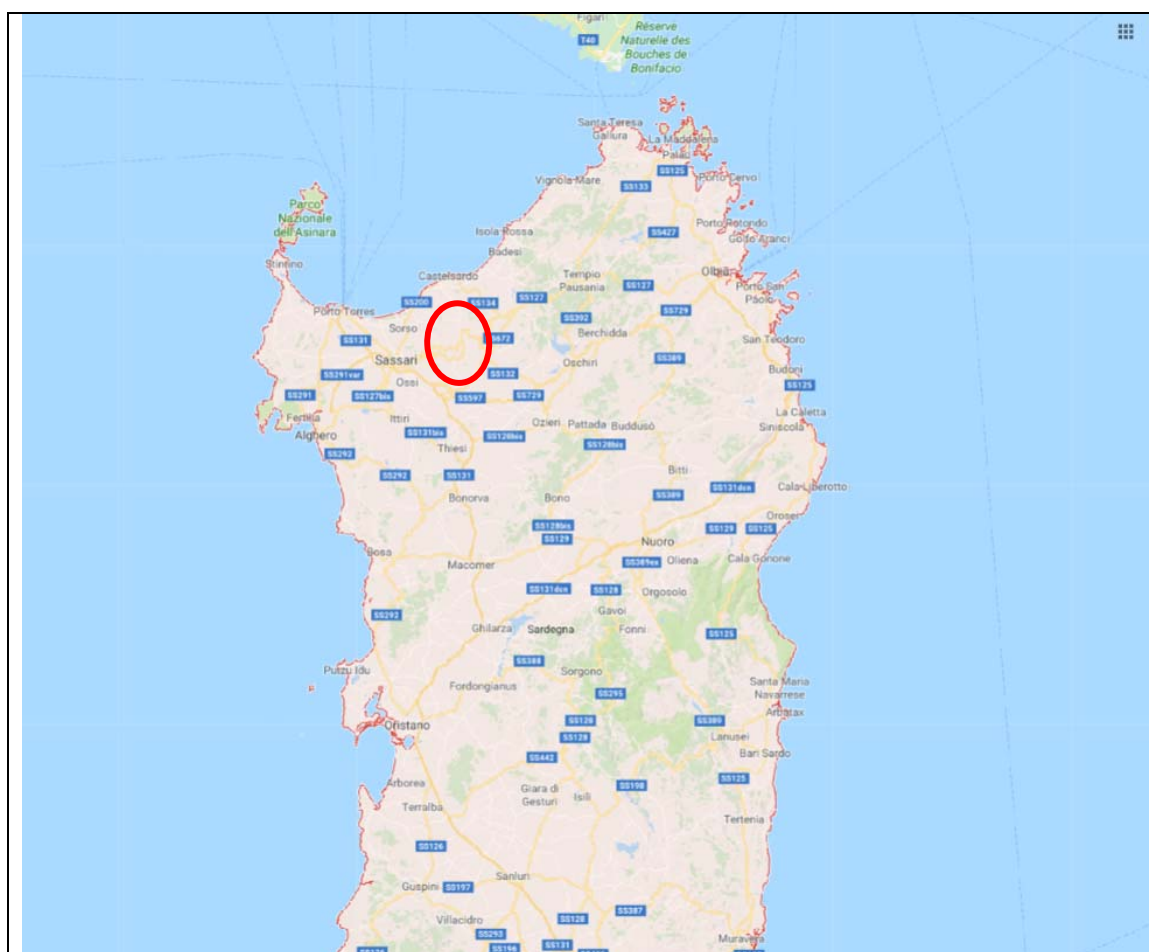 Figari
T40
Réserve
Naturelle des
Bouches de
Bonifacio
Santa Teresa
Gallura
La Maddalena
Palau
SS125
Porto Cervo
Vignola Mare
SS133
Parco
Nazionale
dell'Asinara
Isola Rossa
Badesi
Porto Rotondo
SS427
Golfo Aranci
Stintino
Castelsardo
Tempio
Pausania
SS127
Olbia
Porto San
Paolo
SS200
SS134
SS127
Porto Torres
Sorso
SS392
SS729
SS131
SS672
Berchidda
San Teodoro
Sassari
SS389
Oschiri
SS291var
Ossi
SS132
Budoni
SS125
SS291
SS127bis
SS597
SS729
La Caletta
Fertilia
Ittiri
Ozieri
Pattada
Buddusò
Siniscola
Alghero
SS131bis
SS128bis
SS128bis
SS292
Thiesi
SS292
SS131
Bitti
SS131dcn
Cala Liberotto
Bonorva
Bono
SS389
Orosei
SS128bis
SS129
SS125
SS129
Nuoro
Bosa
Macomer
SS389ex
Oliena
Cala Gonone
SS131dcn
SS128
Orgosolo
SS292
Gavoi
Ghilarza
Sardegna
Fonni
SS125
SS388
Sorgono
Putzu Idu
Fordongianus
SS295
Santa Maria
Navarrese
Arbatax
Oristano
SS128
SS389
SS128
Lanusei
Bari Sardo
SS442
Arborea
Giara di
Gesturi
Isili
SS198
SS125
Terralba
Tertenia
SS126
Guspini
SS197
Sanluri
Villacidro
SS128
SS387
SS293
SS196
SS131
Muravera